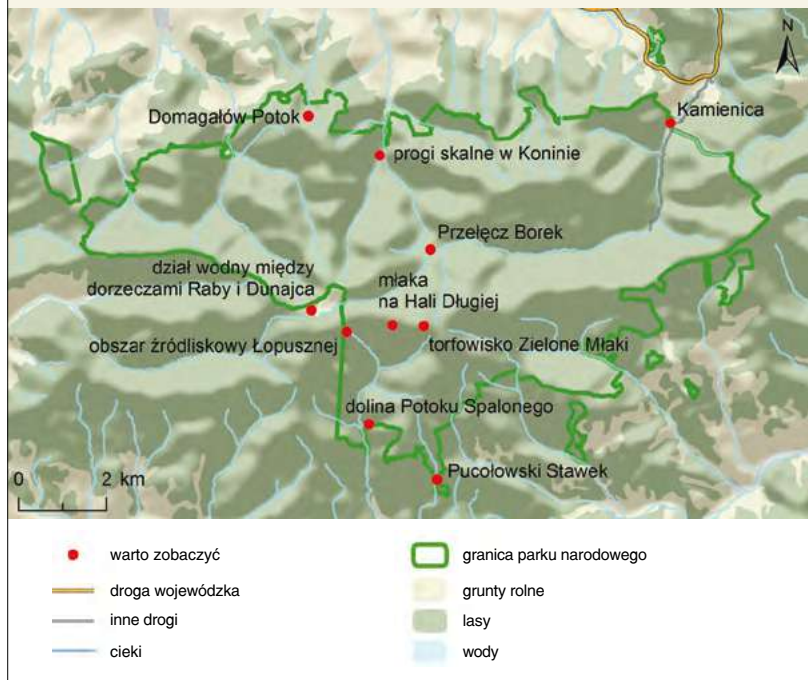 N
Domagałów Potok
Kamienica
progi skalne w Koninie
Przełęcz Borek
dział wodny między
dorzeczami Raby i Dunajca
młaka
na Hali Długiej
obszar źródliskowy Łopusznej
torfowisko Zielone Młaki
dolina Potoku Spalonego
Pucołowski Stawek
0 2 km
warto zobaczyć
droga wojewódzka
inne drogi
cieki
granica parku narodowego
grunty rolne
lasy
wody